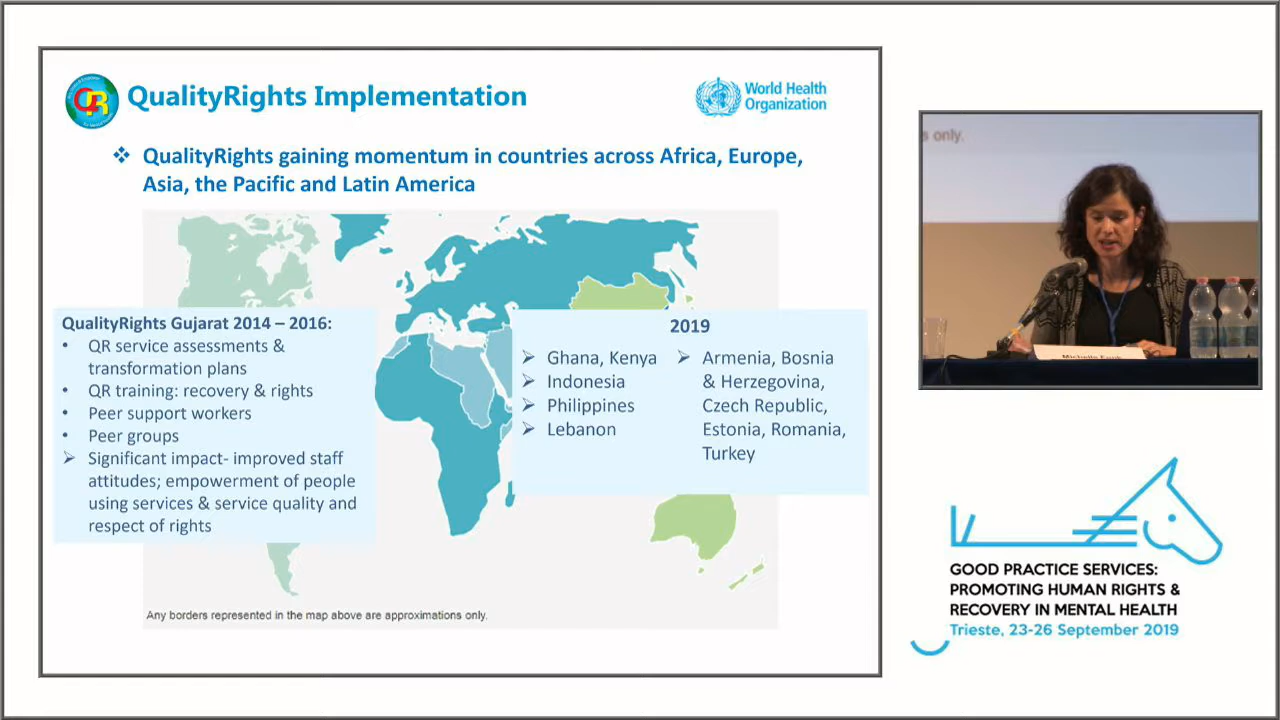 QualityRights Implementation
World Health
Organization
QualityRights gaining momentum in countries across Africa, Europe,
Asia, the Pacific and Latin America
QualityRights Gujarat 2014 – 2016:
• QR service assessments &
transformation plans
• QR training: recovery & rights
• Peer support workers
• Peer groups
Significant impact- improved staff
attitudes; empowerment of people
using services & service quality and
respect of rights
2019
Ghana, Kenya
Indonesia
Philippines
Lebanon
Armenia, Bosnia
& Herzegovina,
Czech Republic,
Estonia, Romania,
Turkey
Any borders represented in the map above are approximations only.
s only.
QR
GOOD PRACTICE SERVICES:
PROMOTING HUMAN RIGHTS &
RECOVERY IN MENTAL HEALTH
Trieste, 23-26 September 2019